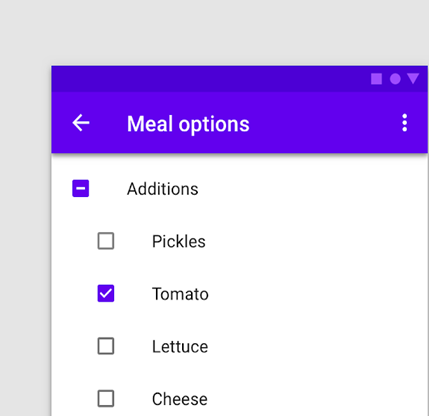 Meal options
Additions
Pickles
Tomato
Lettuce
Cheese